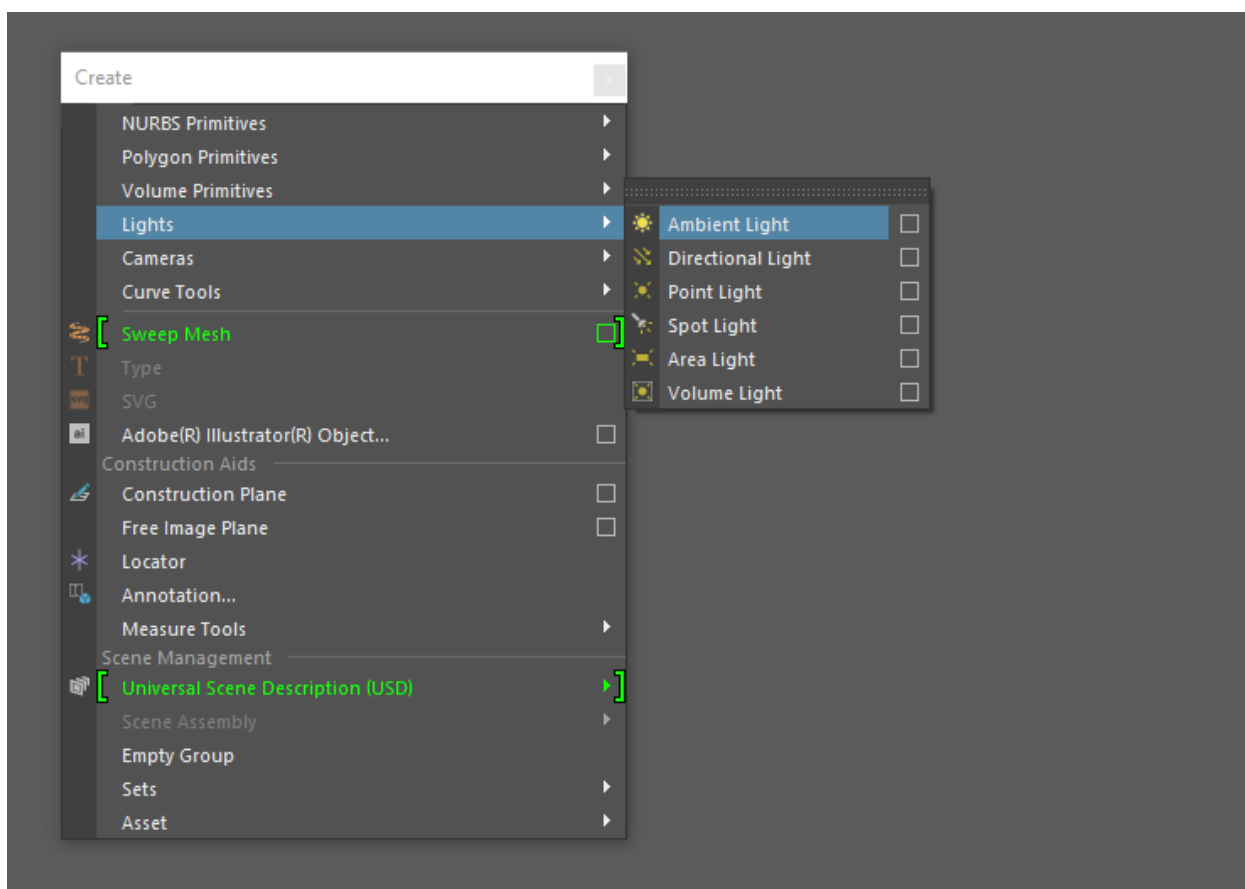 Create
x
NURBS Primitives
Polygon Primitives
Volume Primitives
Lights
Cameras
Curve Tools
Sweep Mesh
T Type
svg SVG
ai Adobe(R) Illustrator(R) Object...
Construction Aids
Construction Plane
Free Image Plane
Locator
Annotation...
Measure Tools
Scene Management
Universal Scene Description (USD)
Scene Assembly
Empty Group
Sets
Asset
Ambient Light
Directional Light
Point Light
Spot Light
Area Light
Volume Light